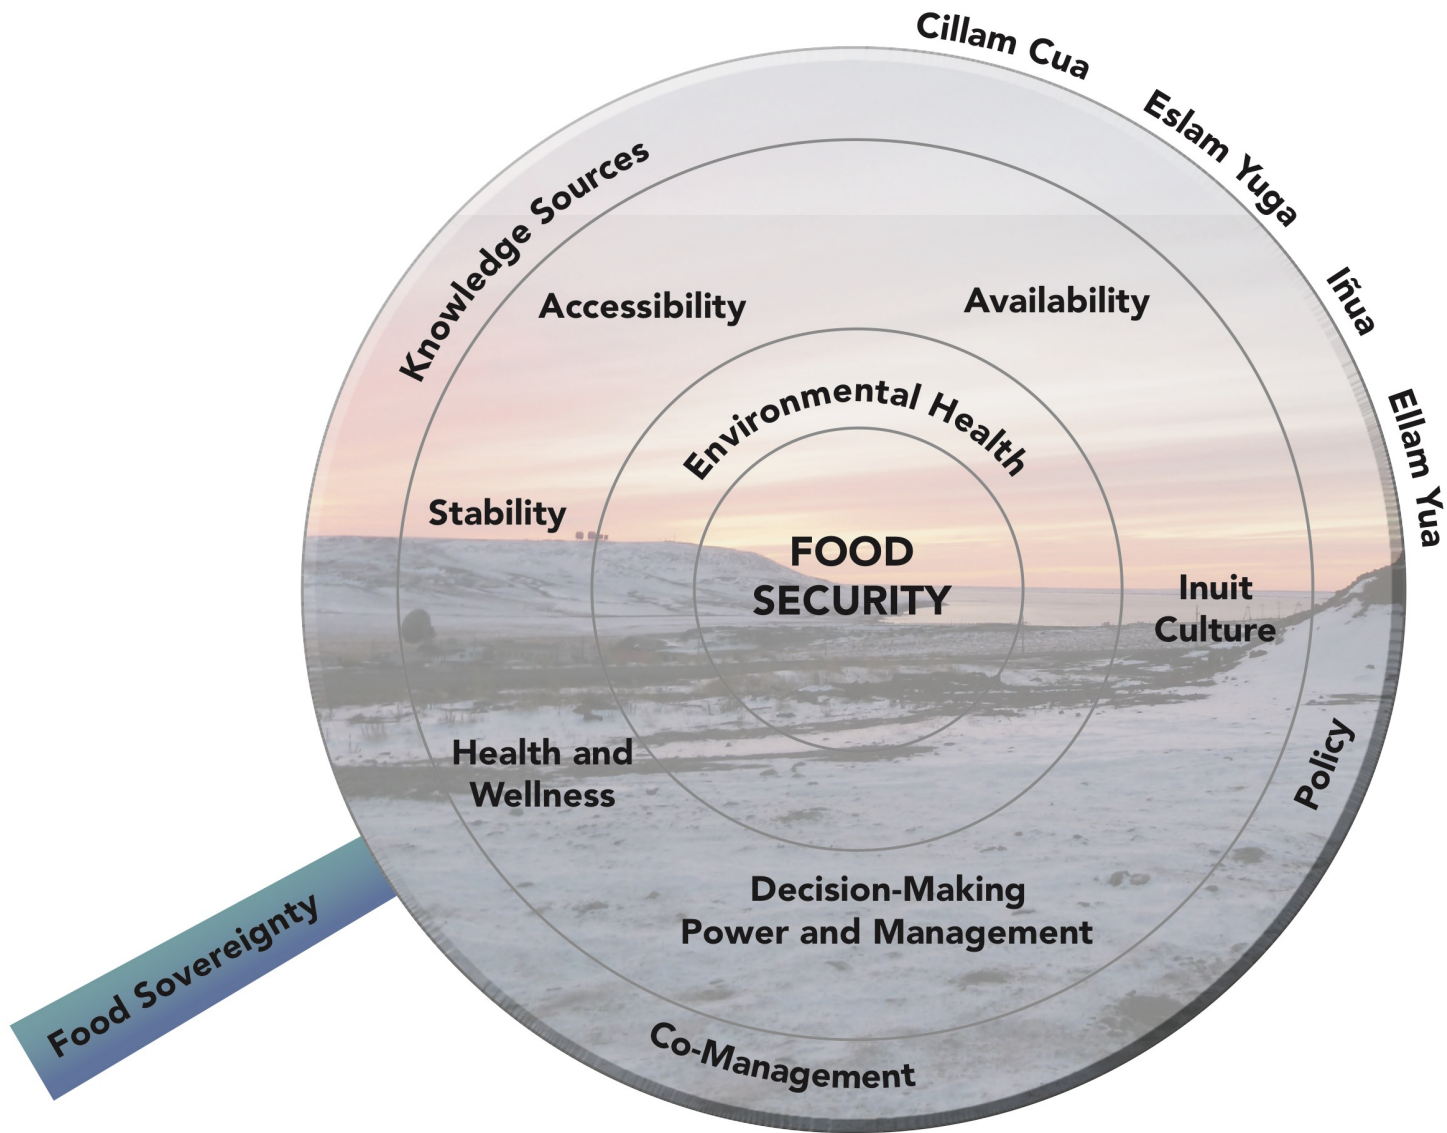 Cillam Cua
Eslam Yuga
Iñua
Ellam Yua
Knowledge Sources
Accessibility
Availability
Environmental Health
Stability
FOOD
SECURITY
Inuit
Culture
Health and
Wellness
Policy
Decision-Making
Power and Management
Food Sovereignty
Co-Management